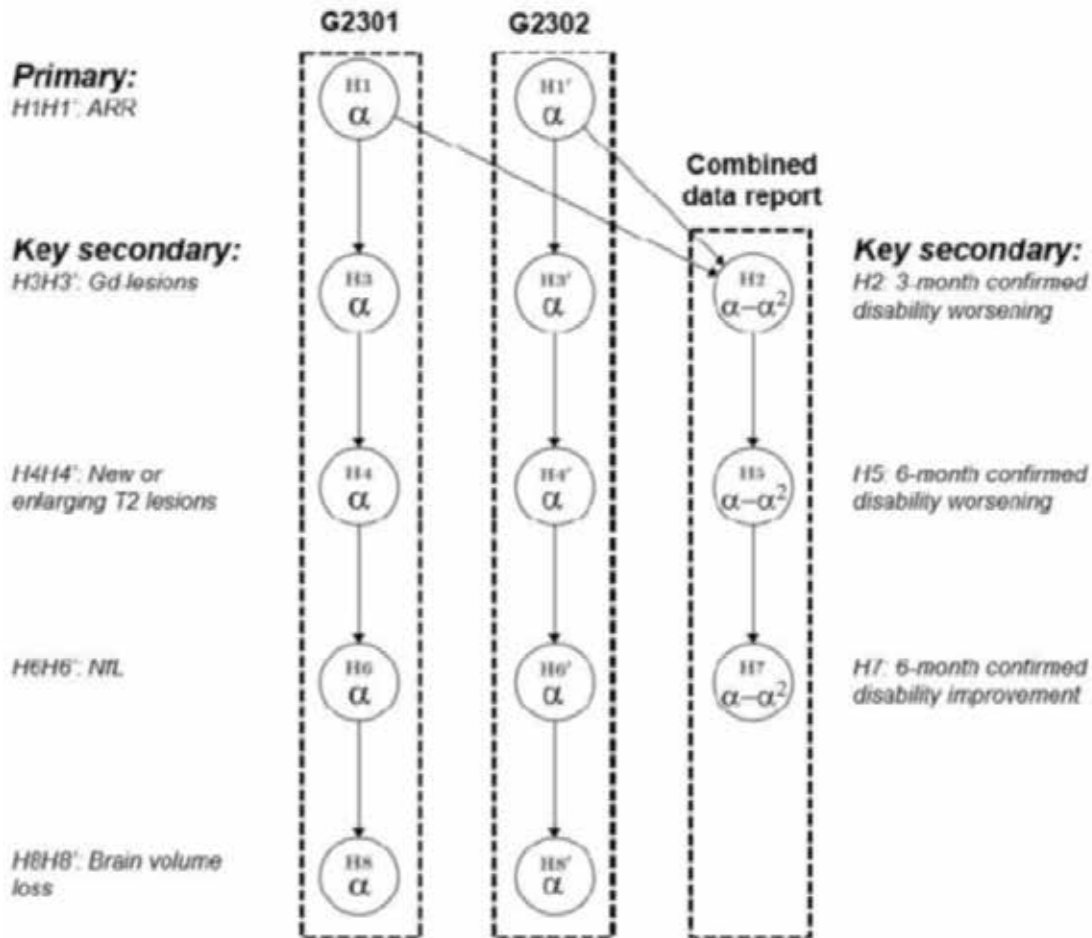 G2301
G2302
Primary:
H1H1': ARR
H1
α
H1'
α
Combined
data report
Key secondary:
H3H3': Gd lesions
H3
α
H3'
α
H2
α−α²
Key secondary:
H2: 3-month confirmed
disability worsening
H4H4': New or
enlarging T2 lesions
H4
α
H4'
α
H5
α−α²
H5: 6-month confirmed
disability worsening
H6H6': NfL
H6
α
H6'
α
H7
α−α²
H7: 6-month confirmed
disability improvement
H8H8': Brain volume
loss
H8
α
H8'
α